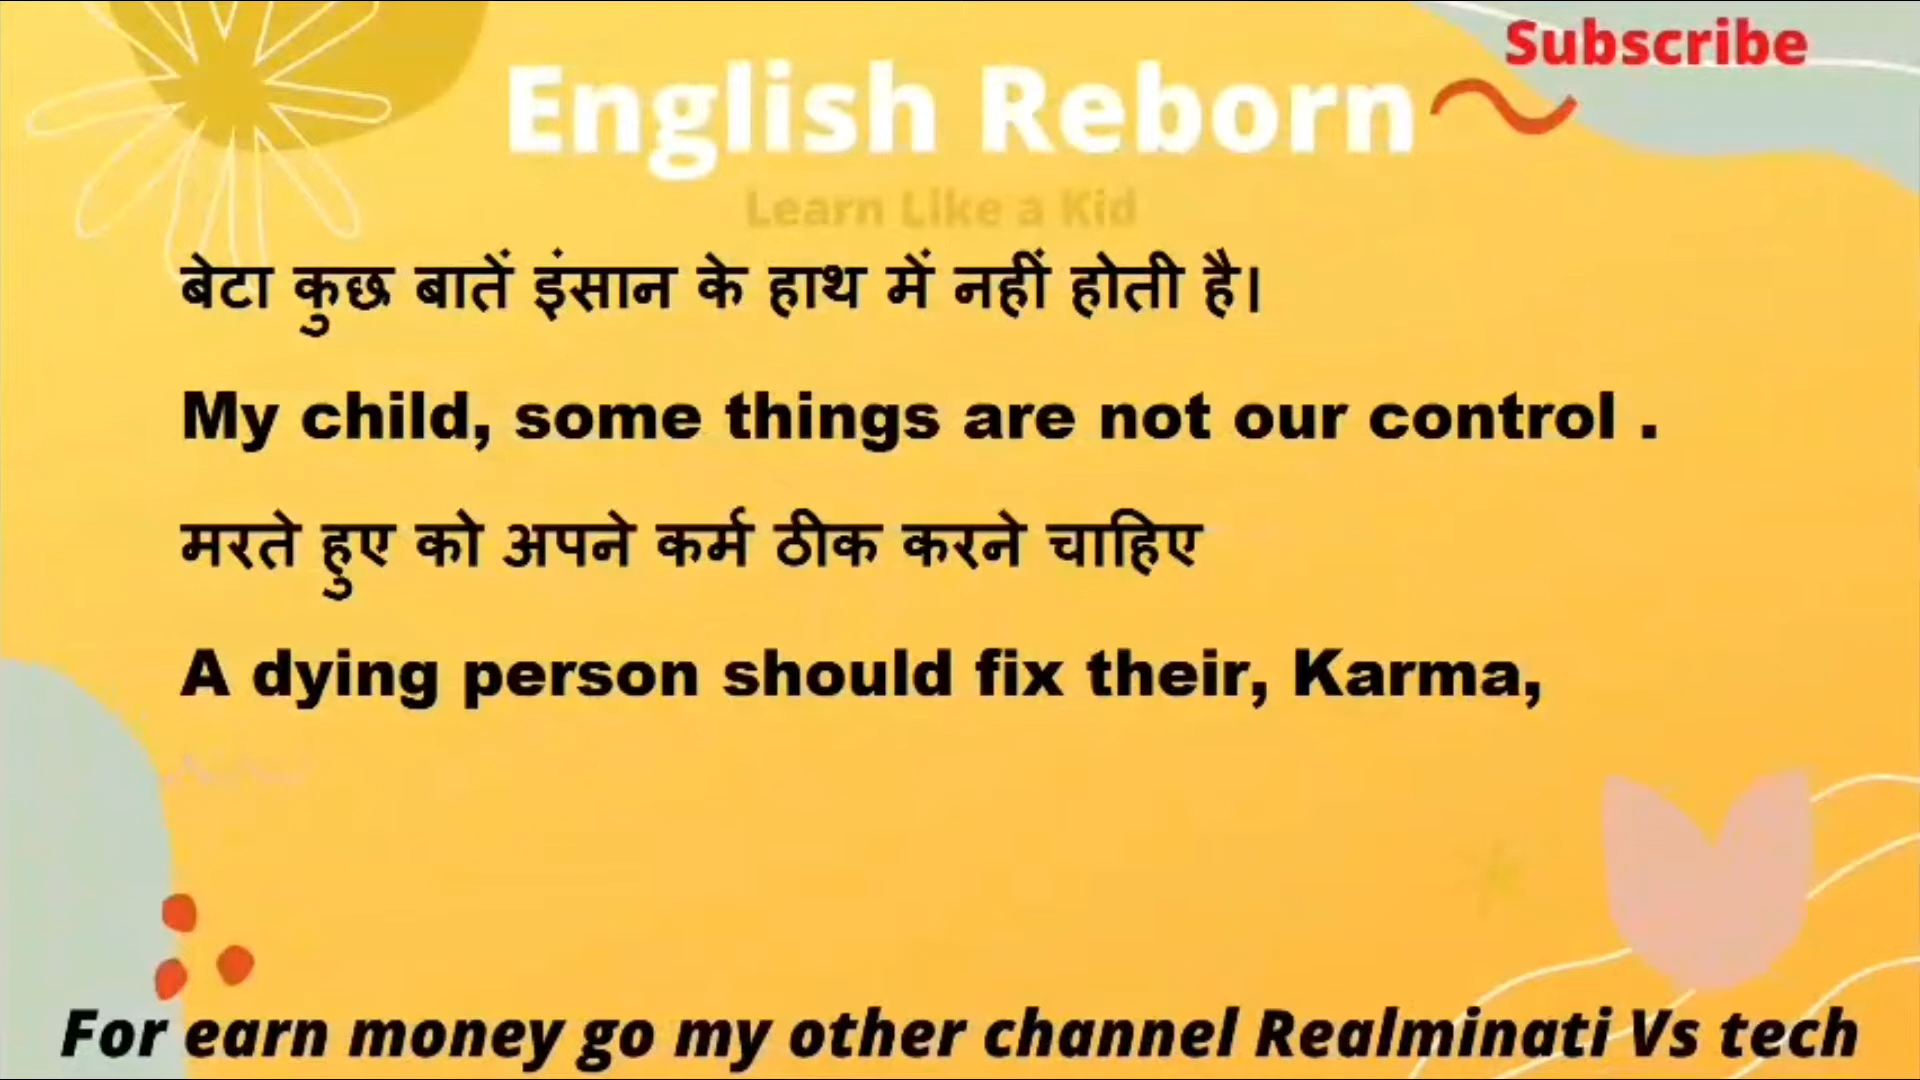 Subscribe
English Reborn
Learn Like a Kid
बेटा कुछ बातें इंसान के हाथ में नहीं होती है।
My child, some things are not our control .
मरते हुए को अपने कर्म ठीक करने चाहिए
A dying person should fix their, Karma,
For earn money go my other channel Realminati Vs tech